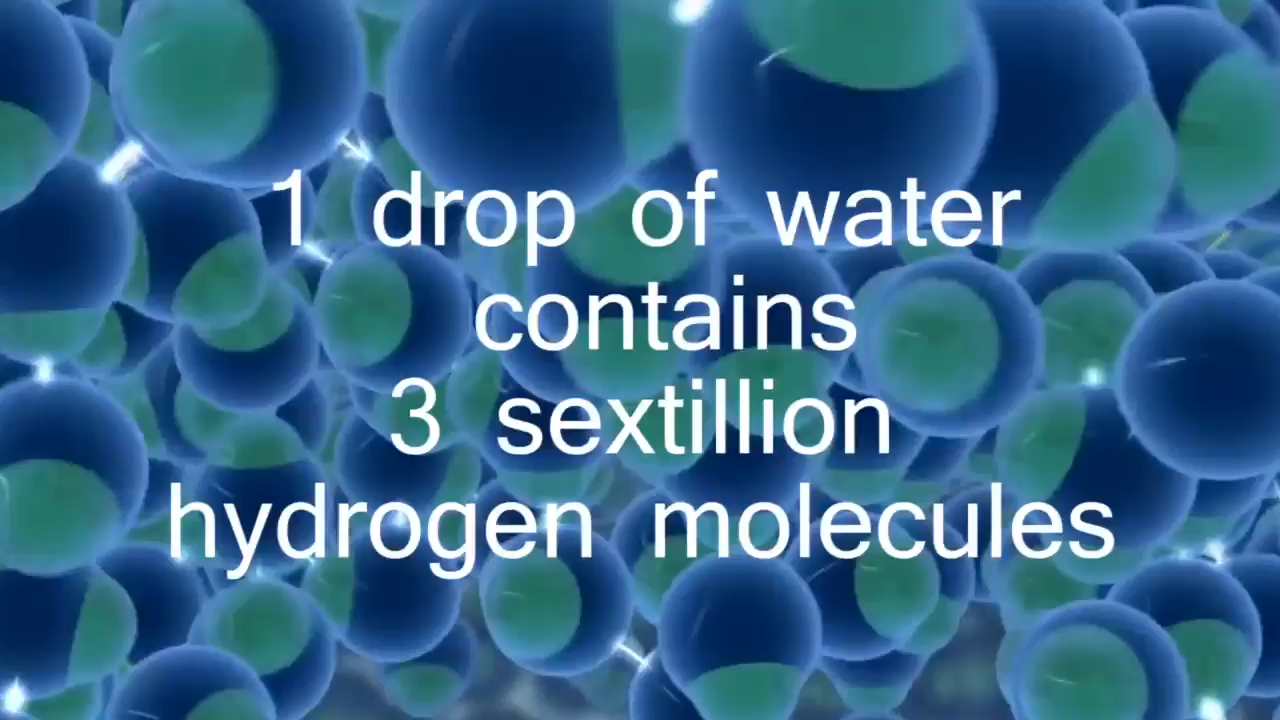 1 drop of water
contains
3 sextillion
hydrogen molecules